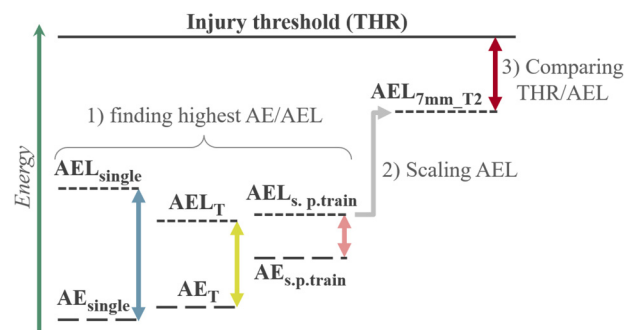 Injury threshold (THR)
3) Comparing
THR/AEL
AEL7mm_T2
1) finding highest AE/AEL
2) Scaling AEL
AELsingle
AELT
AELs. p.train
AEsingle
AET
AEs.p.train
Energy